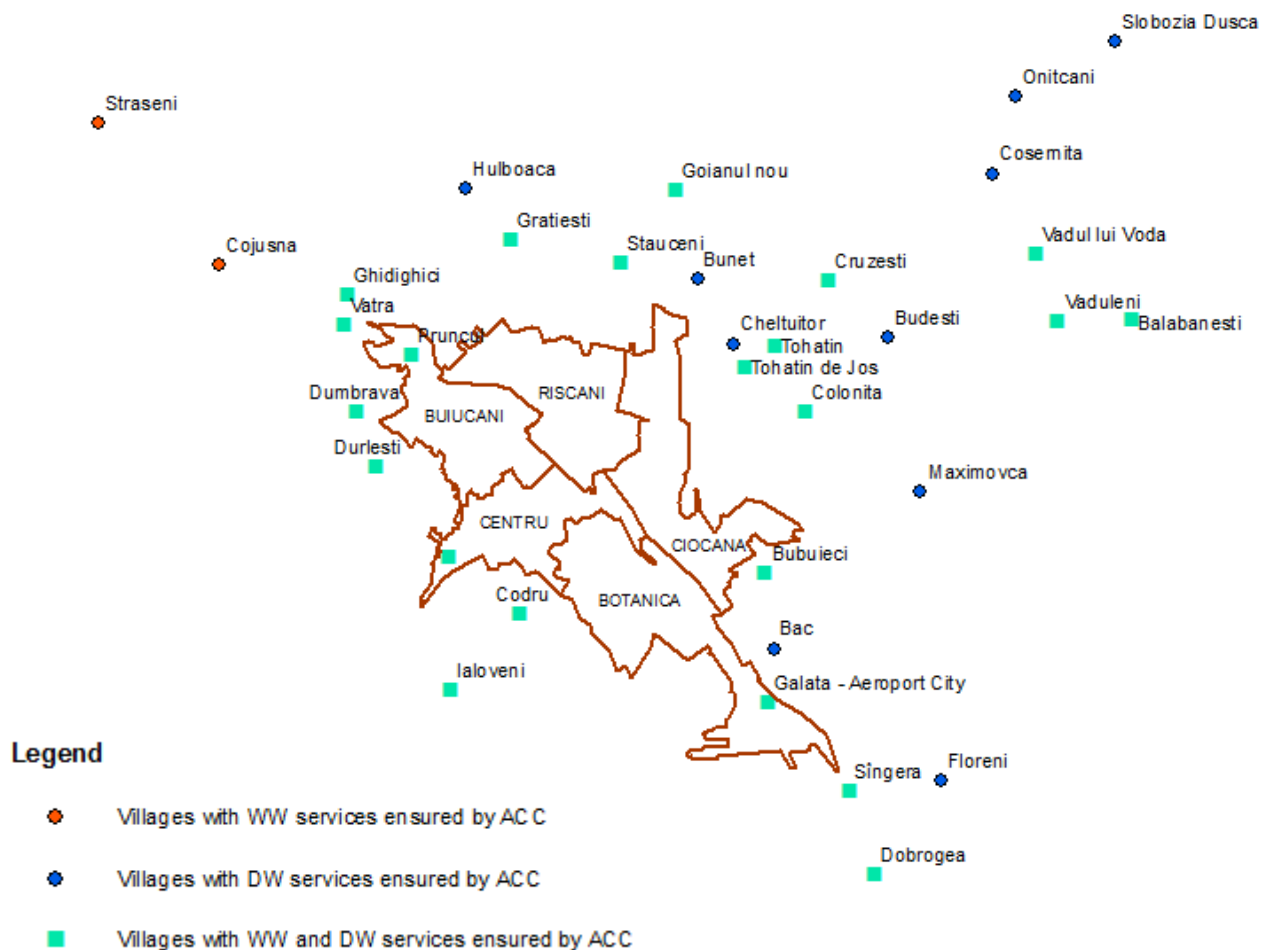 Slobozia Dusca
Onitcani
Straseni
Cosernita
Hulboaca
Goianul nou
Gratiesti
Vadul lui Voda
Stauceni
Cojusna
Bunet
Cruzesti
Ghidighici
Vatra
Vaduleni
Balabanesti
Cheltuitor
Budesti
Pruncul
Tohatin
Tohatin de Jos
Dumbrava
RISCANI
Colonita
BUIUCANI
Durlesti
Maximovca
CENTRU
CIOCANA
Bubuieci
Codru
BOTANICA
Bac
Ialoveni
Galata - Aeroport City
Legend
Sîngera
Floreni
Villages with WW services ensured by ACC
Dobrogea
Villages with DW services ensured by ACC
Villages with WW and DW services ensured by ACC